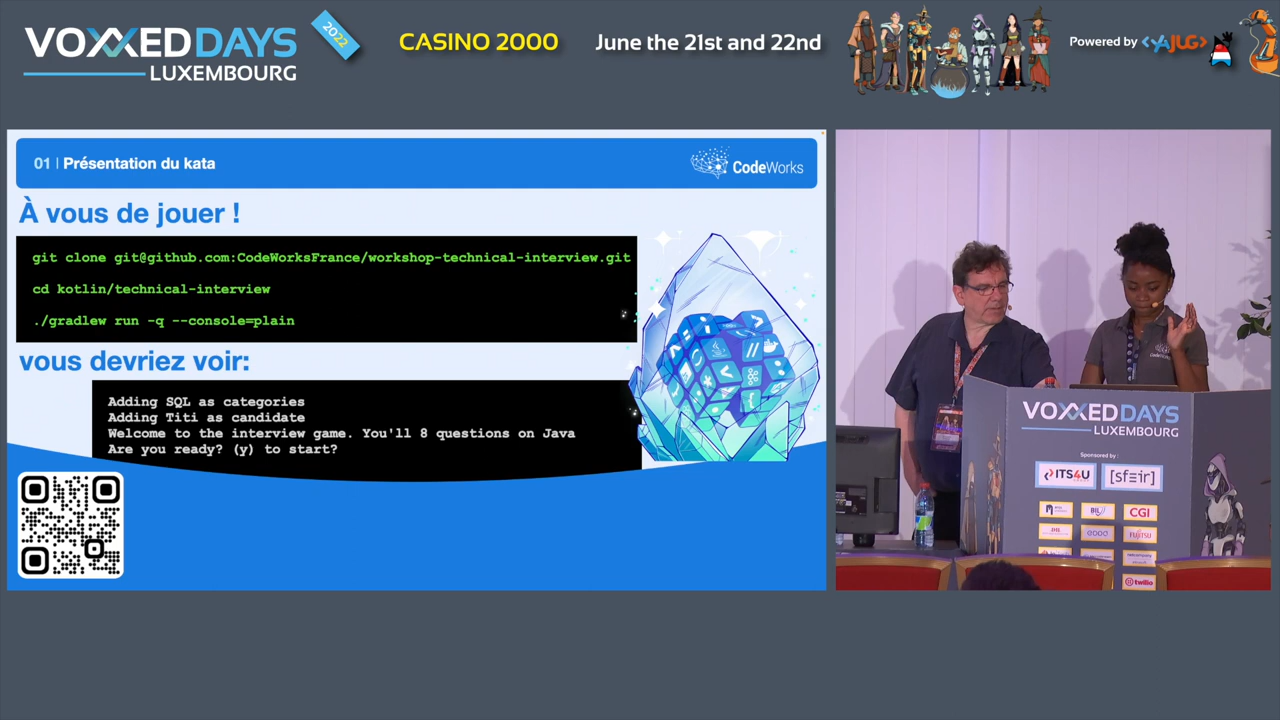 VOXXED DAYS
LUXEMBOURG
2022
CASINO 2000
June the 21st and 22nd
Powered by <YAJUG>
01 | Présentation du kata
CodeWorks
À vous de jouer !
git clone git@github.com:CodeWorksFrance/workshop-technical-interview.git
cd kotlin/technical-interview
./gradlew run -q --console=plain
vous devriez voir:
Adding SQL as categories
Adding Titi as candidate
Welcome to the interview game. You'll 8 questions on Java
Are you ready? (y) to start?
VOXXED DAYS
LUXEMBOURG
Sponsored by :
ITS4U
[sfeir]
BIL
CGI
FUJITSU
twilio